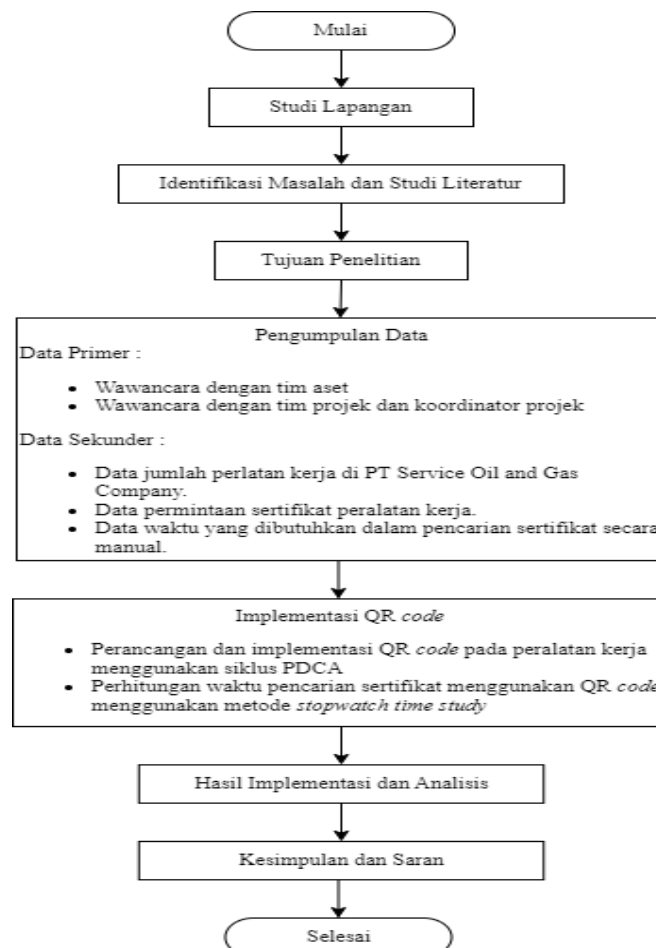 Mulai
Studi Lapangan
Identifikasi Masalah dan Studi Literatur
Tujuan Penelitian
Pengumpulan Data
Data Primer :
• Wawancara dengan tim aset
• Wawancara dengan tim projek dan koordinator projek
Data Sekunder :
• Data jumlah perlatan kerja di PT Service Oil and Gas
Company.
• Data permintaan sertifikat peralatan kerja.
• Data waktu yang dibutuhkan dalam pencarian sertifikat secara
manual.
Implementasi QR code
• Perancangan dan implementasi QR code pada peralatan kerja
menggunakan siklus PDCA
• Perhitungan waktu pencarian sertifikat menggunakan QR code
menggunakan metode stopwatch time study
Hasil Implementasi dan Analisis
Kesimpulan dan Saran
Selesai